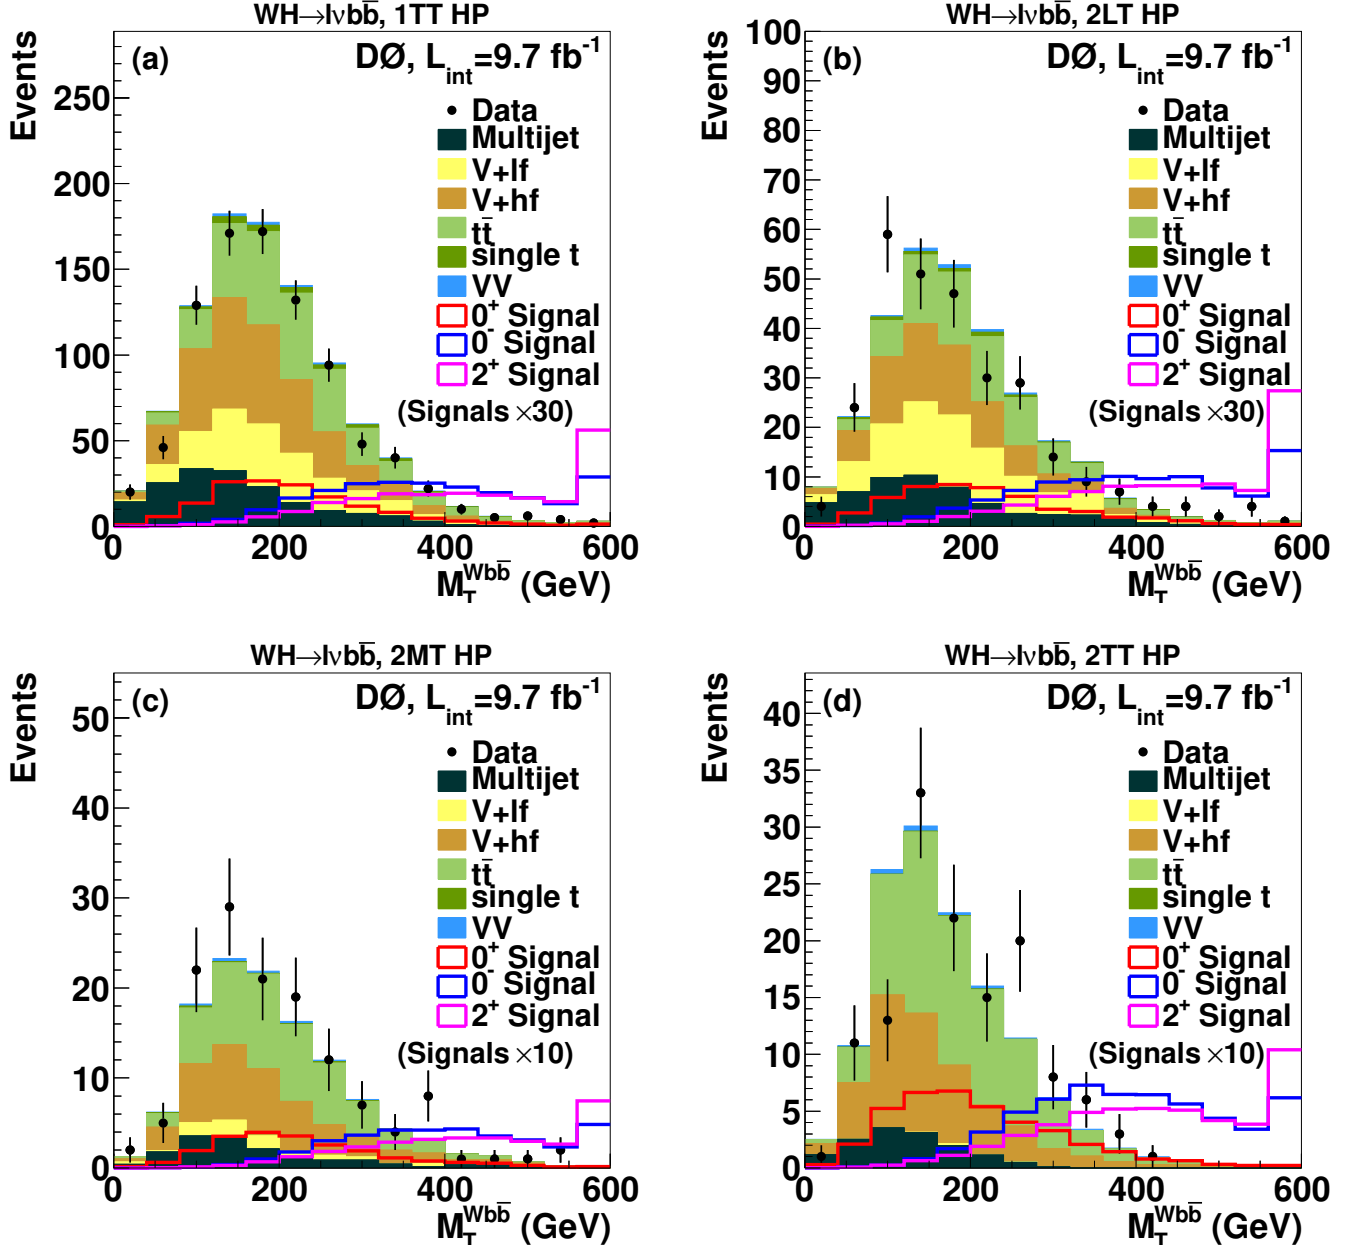 WH→lνbb̅, 1TT HP
(a)
DØ, L_int=9.7 fb⁻¹
Events
Data
Multijet
V+lf
V+hf
tt̅
single t
VV
0⁺ Signal
0⁻ Signal
2⁺ Signal
(Signals ×30)
250
200
150
100
50
0
0 200 400 600
M_T^Wbb̅ (GeV)
WH→lνbb̅, 2LT HP
(b)
DØ, L_int=9.7 fb⁻¹
Events
Data
Multijet
V+lf
V+hf
tt̅
single t
VV
0⁺ Signal
0⁻ Signal
2⁺ Signal
(Signals ×30)
100
90
80
70
60
50
40
30
20
10
0
0 200 400 600
M_T^Wbb̅ (GeV)
WH→lνbb̅, 2MT HP
(c)
DØ, L_int=9.7 fb⁻¹
Events
Data
Multijet
V+lf
V+hf
tt̅
single t
VV
0⁺ Signal
0⁻ Signal
2⁺ Signal
(Signals ×10)
50
40
30
20
10
0
0 200 400 600
M_T^Wbb̅ (GeV)
WH→lνbb̅, 2TT HP
(d)
DØ, L_int=9.7 fb⁻¹
Events
Data
Multijet
V+lf
V+hf
tt̅
single t
VV
0⁺ Signal
0⁻ Signal
2⁺ Signal
(Signals ×10)
40
35
30
25
20
15
10
5
0
0 200 400 600
M_T^Wbb̅ (GeV)